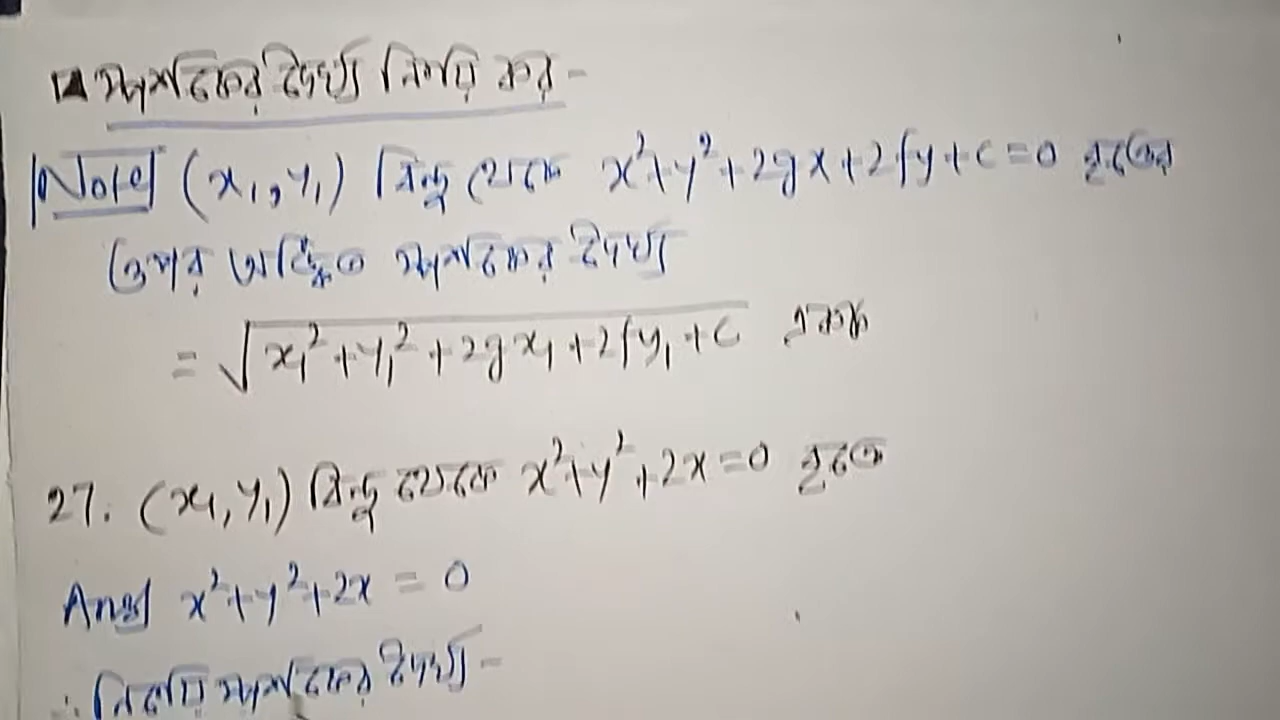 স্পর্শকের দৈর্ঘ্য নির্ণয় কর -
Note (x₁, y₁) বিন্দু থেকে x²+y²+2gx+2fy+c=0 বৃত্তের
ওপর অঙ্কিত স্পর্শকের দৈর্ঘ্য
= √(x₁²+y₁²+2gx₁+2fy₁+c) একক
27. (x₁, y₁) বিন্দু থেকে x²+y²+2x=0 বৃত্তে
Ans x²+y²+2x = 0
∴ নির্ণেয় স্পর্শকের দৈর্ঘ্য -